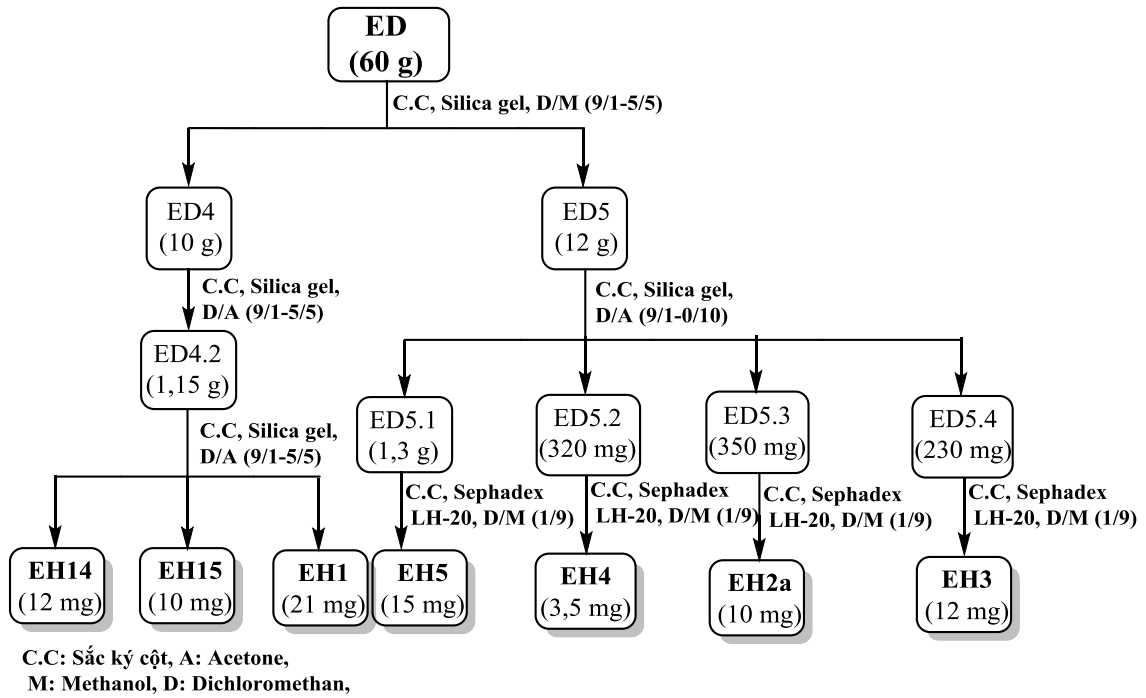 ED
(60 g)
C.C, Silica gel, D/M (9/1-5/5)
ED4
(10 g)
ED5
(12 g)
C.C, Silica gel,
D/A (9/1-5/5)
C.C, Silica gel,
D/A (9/1-0/10)
ED4.2
(1,15 g)
C.C, Silica gel,
D/A (9/1-5/5)
ED5.1
(1,3 g)
ED5.2
(320 mg)
ED5.3
(350 mg)
ED5.4
(230 mg)
C.C, Sephadex
LH-20, D/M (1/9)
C.C, Sephadex
LH-20, D/M (1/9)
C.C, Sephadex
LH-20, D/M (1/9)
C.C, Sephadex
LH-20, D/M (1/9)
EH14
(12 mg)
EH15
(10 mg)
EH1
(21 mg)
EH5
(15 mg)
EH4
(3,5 mg)
EH2a
(10 mg)
EH3
(12 mg)
C.C: Sắc ký cột, A: Acetone,
M: Methanol, D: Dichloromethan,